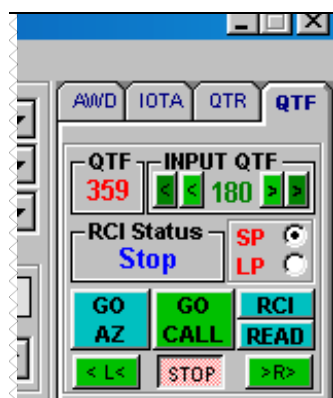 AWD IOTA QTR QTF
QTF INPUT QTF
359 < < 180 > >
RCI Status SP
Stop LP
GO GO RCI
AZ CALL READ
< L< STOP >R>